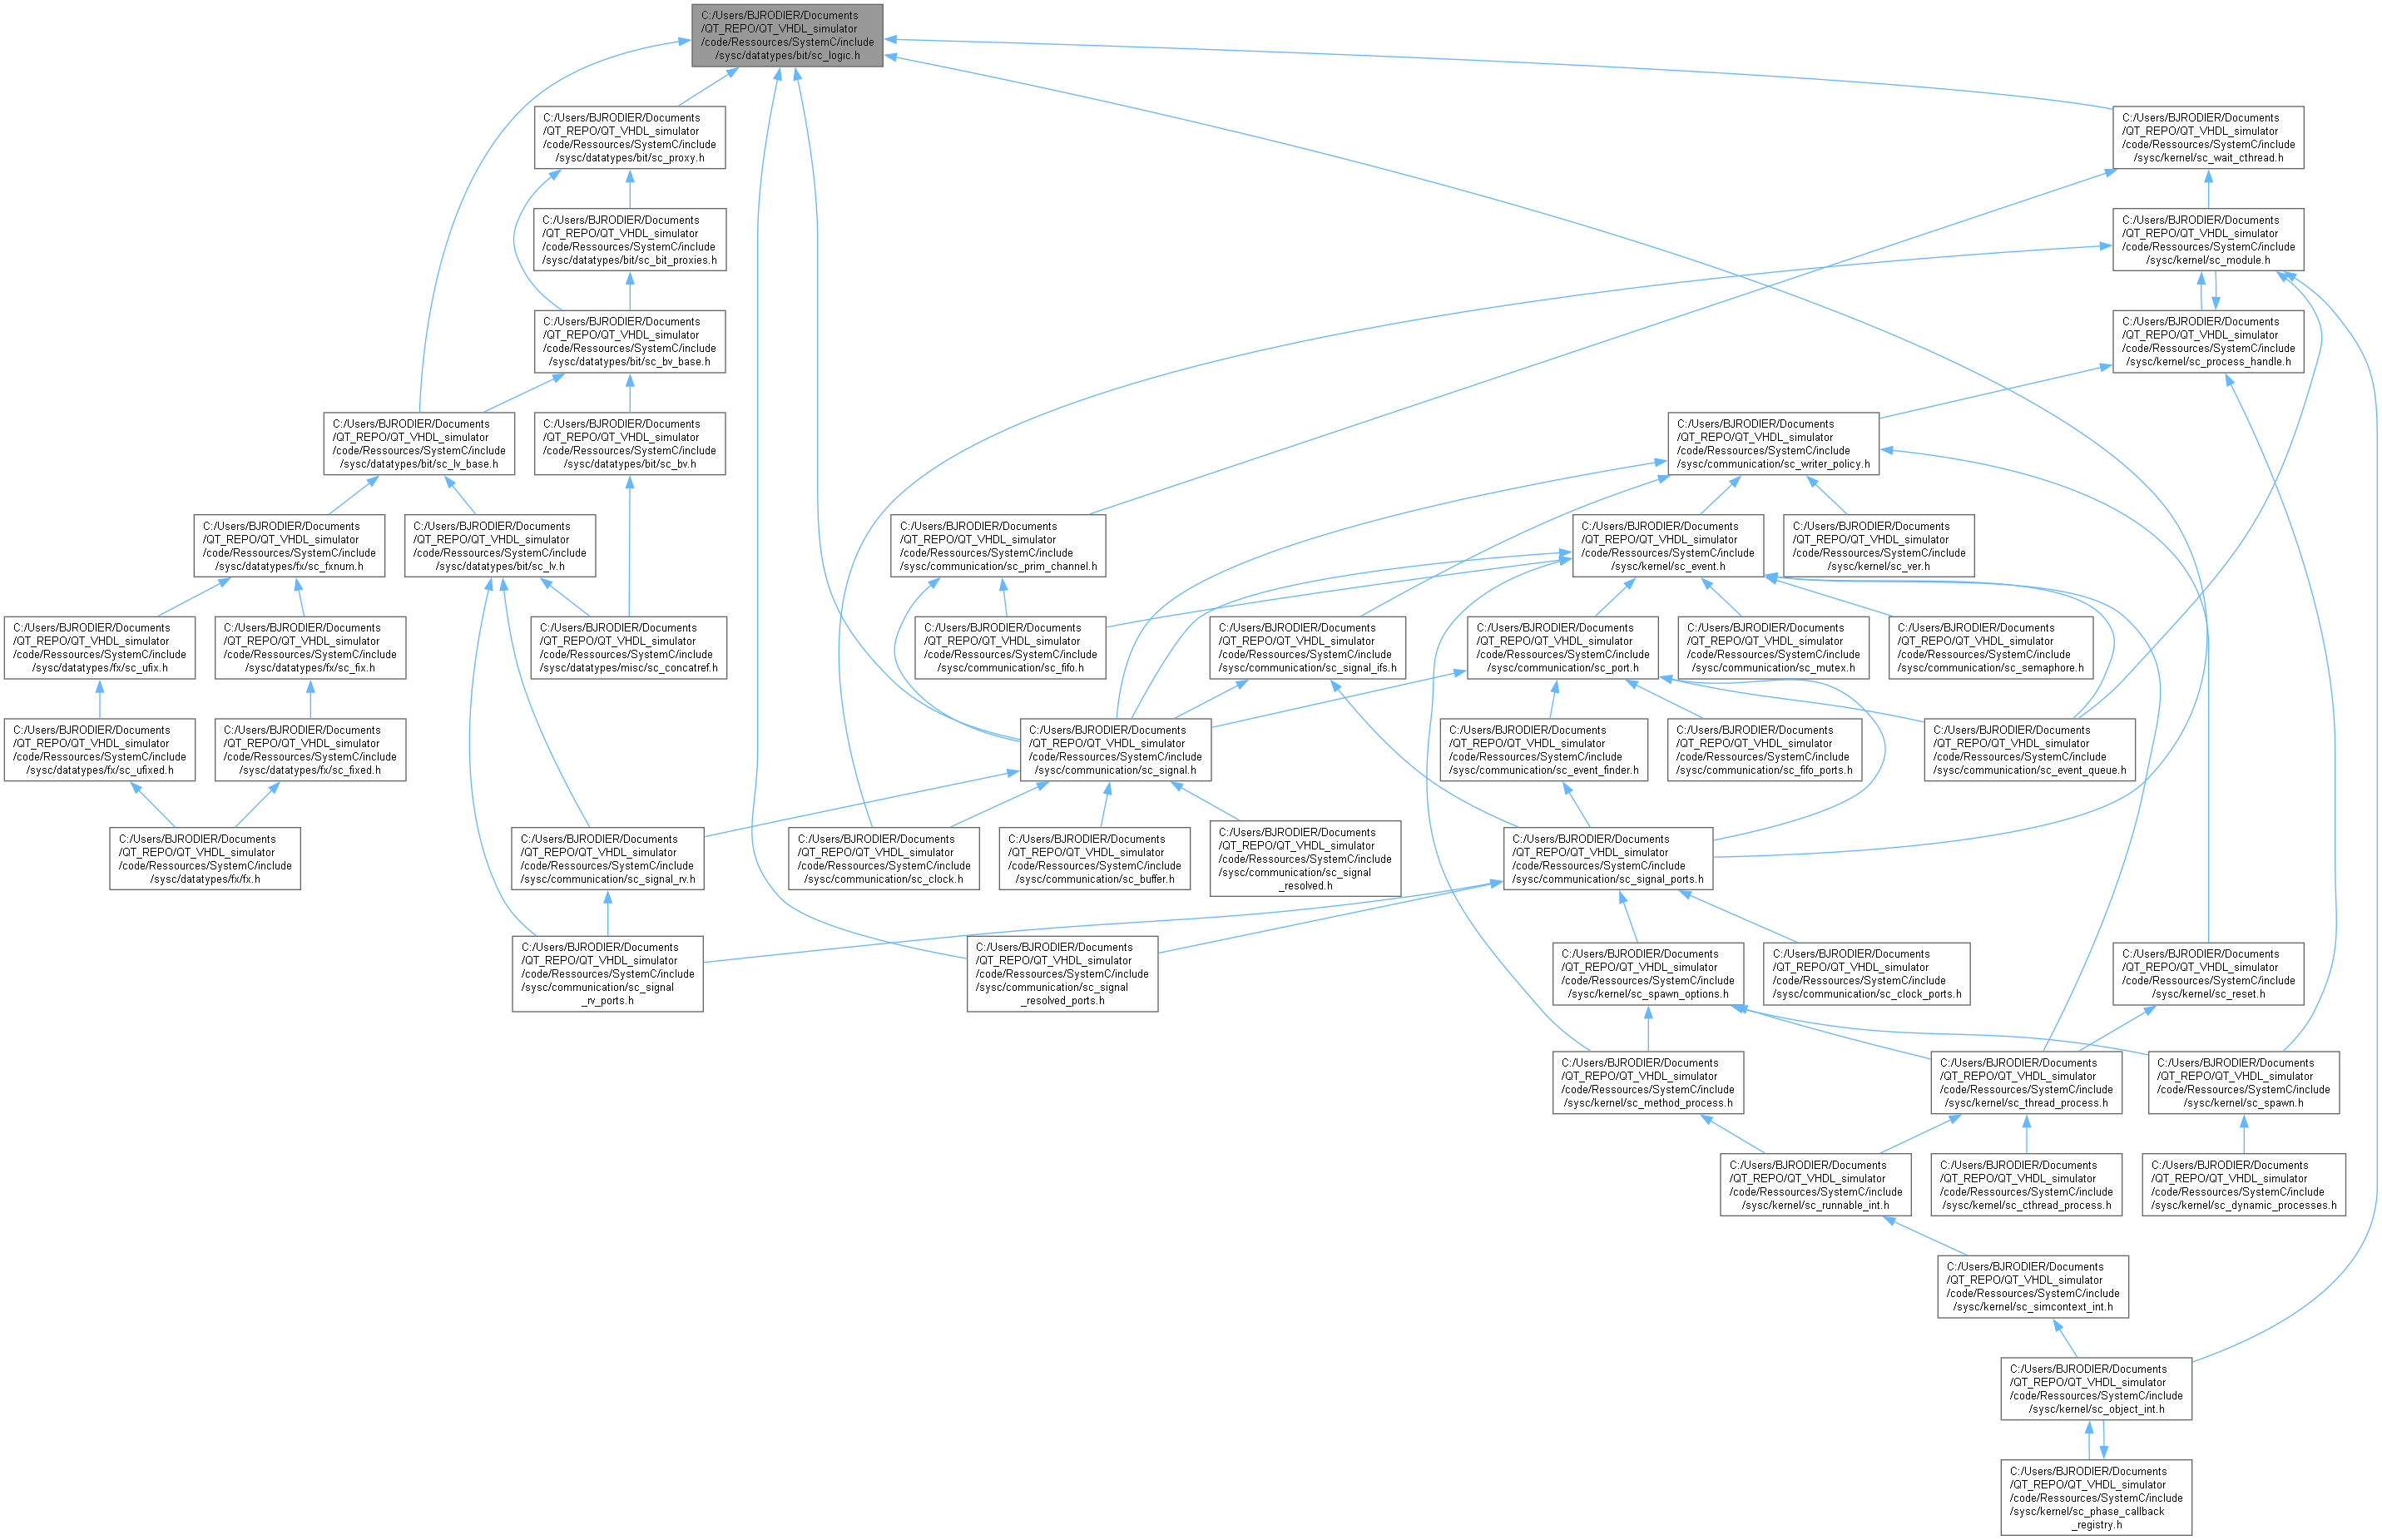 C:/Users/BJRODIER/Documents
/QT_REPO/QT_VHDL_simulator
/code/Ressources/SystemC/include
/sysc/datatypes/bit/sc_logic.h
C:/Users/BJRODIER/Documents
/QT_REPO/QT_VHDL_simulator
/code/Ressources/SystemC/include
/sysc/datatypes/bit/sc_proxy.h
C:/Users/BJRODIER/Documents
/QT_REPO/QT_VHDL_simulator
/code/Ressources/SystemC/include
/sysc/kernel/sc_wait_cthread.h
C:/Users/BJRODIER/Documents
/QT_REPO/QT_VHDL_simulator
/code/Ressources/SystemC/include
/sysc/datatypes/bit/sc_bit_proxies.h
C:/Users/BJRODIER/Documents
/QT_REPO/QT_VHDL_simulator
/code/Ressources/SystemC/include
/sysc/kernel/sc_module.h
C:/Users/BJRODIER/Documents
/QT_REPO/QT_VHDL_simulator
/code/Ressources/SystemC/include
/sysc/datatypes/bit/sc_bv_base.h
C:/Users/BJRODIER/Documents
/QT_REPO/QT_VHDL_simulator
/code/Ressources/SystemC/include
/sysc/kernel/sc_process_handle.h
C:/Users/BJRODIER/Documents
/QT_REPO/QT_VHDL_simulator
/code/Ressources/SystemC/include
/sysc/datatypes/bit/sc_lv_base.h
C:/Users/BJRODIER/Documents
/QT_REPO/QT_VHDL_simulator
/code/Ressources/SystemC/include
/sysc/datatypes/bit/sc_bv.h
C:/Users/BJRODIER/Documents
/QT_REPO/QT_VHDL_simulator
/code/Ressources/SystemC/include
/sysc/communication/sc_writer_policy.h
C:/Users/BJRODIER/Documents
/QT_REPO/QT_VHDL_simulator
/code/Ressources/SystemC/include
/sysc/datatypes/fx/sc_fxnum.h
C:/Users/BJRODIER/Documents
/QT_REPO/QT_VHDL_simulator
/code/Ressources/SystemC/include
/sysc/datatypes/bit/sc_lv.h
C:/Users/BJRODIER/Documents
/QT_REPO/QT_VHDL_simulator
/code/Ressources/SystemC/include
/sysc/communication/sc_prim_channel.h
C:/Users/BJRODIER/Documents
/QT_REPO/QT_VHDL_simulator
/code/Ressources/SystemC/include
/sysc/kernel/sc_event.h
C:/Users/BJRODIER/Documents
/QT_REPO/QT_VHDL_simulator
/code/Ressources/SystemC/include
/sysc/kernel/sc_ver.h
C:/Users/BJRODIER/Documents
/QT_REPO/QT_VHDL_simulator
/code/Ressources/SystemC/include
/sysc/datatypes/fx/sc_ufix.h
C:/Users/BJRODIER/Documents
/QT_REPO/QT_VHDL_simulator
/code/Ressources/SystemC/include
/sysc/datatypes/fx/sc_fix.h
C:/Users/BJRODIER/Documents
/QT_REPO/QT_VHDL_simulator
/code/Ressources/SystemC/include
/sysc/datatypes/misc/sc_concatref.h
C:/Users/BJRODIER/Documents
/QT_REPO/QT_VHDL_simulator
/code/Ressources/SystemC/include
/sysc/communication/sc_fifo.h
C:/Users/BJRODIER/Documents
/QT_REPO/QT_VHDL_simulator
/code/Ressources/SystemC/include
/sysc/communication/sc_signal_ifs.h
C:/Users/BJRODIER/Documents
/QT_REPO/QT_VHDL_simulator
/code/Ressources/SystemC/include
/sysc/communication/sc_port.h
C:/Users/BJRODIER/Documents
/QT_REPO/QT_VHDL_simulator
/code/Ressources/SystemC/include
/sysc/communication/sc_mutex.h
C:/Users/BJRODIER/Documents
/QT_REPO/QT_VHDL_simulator
/code/Ressources/SystemC/include
/sysc/communication/sc_semaphore.h
C:/Users/BJRODIER/Documents
/QT_REPO/QT_VHDL_simulator
/code/Ressources/SystemC/include
/sysc/datatypes/fx/sc_ufixed.h
C:/Users/BJRODIER/Documents
/QT_REPO/QT_VHDL_simulator
/code/Ressources/SystemC/include
/sysc/datatypes/fx/sc_fixed.h
C:/Users/BJRODIER/Documents
/QT_REPO/QT_VHDL_simulator
/code/Ressources/SystemC/include
/sysc/communication/sc_signal.h
C:/Users/BJRODIER/Documents
/QT_REPO/QT_VHDL_simulator
/code/Ressources/SystemC/include
/sysc/communication/sc_event_finder.h
C:/Users/BJRODIER/Documents
/QT_REPO/QT_VHDL_simulator
/code/Ressources/SystemC/include
/sysc/communication/sc_fifo_ports.h
C:/Users/BJRODIER/Documents
/QT_REPO/QT_VHDL_simulator
/code/Ressources/SystemC/include
/sysc/communication/sc_event_queue.h
C:/Users/BJRODIER/Documents
/QT_REPO/QT_VHDL_simulator
/code/Ressources/SystemC/include
/sysc/datatypes/fx/fx.h
C:/Users/BJRODIER/Documents
/QT_REPO/QT_VHDL_simulator
/code/Ressources/SystemC/include
/sysc/communication/sc_signal_rv.h
C:/Users/BJRODIER/Documents
/QT_REPO/QT_VHDL_simulator
/code/Ressources/SystemC/include
/sysc/communication/sc_clock.h
C:/Users/BJRODIER/Documents
/QT_REPO/QT_VHDL_simulator
/code/Ressources/SystemC/include
/sysc/communication/sc_buffer.h
C:/Users/BJRODIER/Documents
/QT_REPO/QT_VHDL_simulator
/code/Ressources/SystemC/include
/sysc/communication/sc_signal
_resolved.h
C:/Users/BJRODIER/Documents
/QT_REPO/QT_VHDL_simulator
/code/Ressources/SystemC/include
/sysc/communication/sc_signal_ports.h
C:/Users/BJRODIER/Documents
/QT_REPO/QT_VHDL_simulator
/code/Ressources/SystemC/include
/sysc/communication/sc_signal
_rv_ports.h
C:/Users/BJRODIER/Documents
/QT_REPO/QT_VHDL_simulator
/code/Ressources/SystemC/include
/sysc/communication/sc_signal
_resolved_ports.h
C:/Users/BJRODIER/Documents
/QT_REPO/QT_VHDL_simulator
/code/Ressources/SystemC/include
/sysc/kernel/sc_spawn_options.h
C:/Users/BJRODIER/Documents
/QT_REPO/QT_VHDL_simulator
/code/Ressources/SystemC/include
/sysc/communication/sc_clock_ports.h
C:/Users/BJRODIER/Documents
/QT_REPO/QT_VHDL_simulator
/code/Ressources/SystemC/include
/sysc/kernel/sc_reset.h
C:/Users/BJRODIER/Documents
/QT_REPO/QT_VHDL_simulator
/code/Ressources/SystemC/include
/sysc/kernel/sc_method_process.h
C:/Users/BJRODIER/Documents
/QT_REPO/QT_VHDL_simulator
/code/Ressources/SystemC/include
/sysc/kernel/sc_thread_process.h
C:/Users/BJRODIER/Documents
/QT_REPO/QT_VHDL_simulator
/code/Ressources/SystemC/include
/sysc/kernel/sc_spawn.h
C:/Users/BJRODIER/Documents
/QT_REPO/QT_VHDL_simulator
/code/Ressources/SystemC/include
/sysc/kernel/sc_runnable_int.h
C:/Users/BJRODIER/Documents
/QT_REPO/QT_VHDL_simulator
/code/Ressources/SystemC/include
/sysc/kernel/sc_cthread_process.h
C:/Users/BJRODIER/Documents
/QT_REPO/QT_VHDL_simulator
/code/Ressources/SystemC/include
/sysc/kernel/sc_dynamic_processes.h
C:/Users/BJRODIER/Documents
/QT_REPO/QT_VHDL_simulator
/code/Ressources/SystemC/include
/sysc/kernel/sc_simcontext_int.h
C:/Users/BJRODIER/Documents
/QT_REPO/QT_VHDL_simulator
/code/Ressources/SystemC/include
/sysc/kernel/sc_object_int.h
C:/Users/BJRODIER/Documents
/QT_REPO/QT_VHDL_simulator
/code/Ressources/SystemC/include
/sysc/kernel/sc_phase_callback
_registry.h